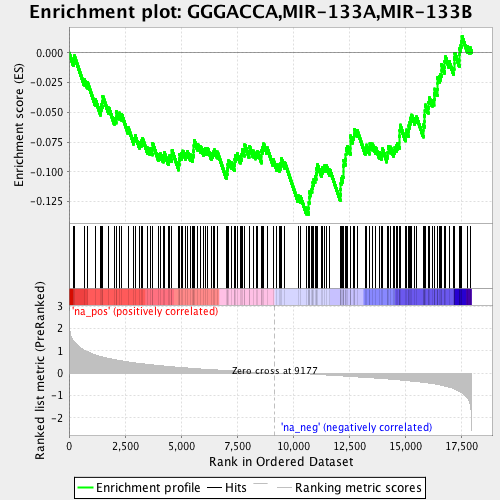 Enrichment plot: GGGACCA,MIR-133A,MIR-133B
Enrichment score (ES)
0.000
-0.025
-0.050
-0.075
-0.100
-0.125
'na_pos' (positively correlated)
Ranked list metric (PreRanked)
3
2
1
0
-1
-2
Zero cross at 9177
'na_neg' (negatively correlated)
0
2,500
5,000
7,500
10,000
12,500
15,000
17,500
Rank in Ordered Dataset
Enrichment profile
Hits
Ranking metric scores